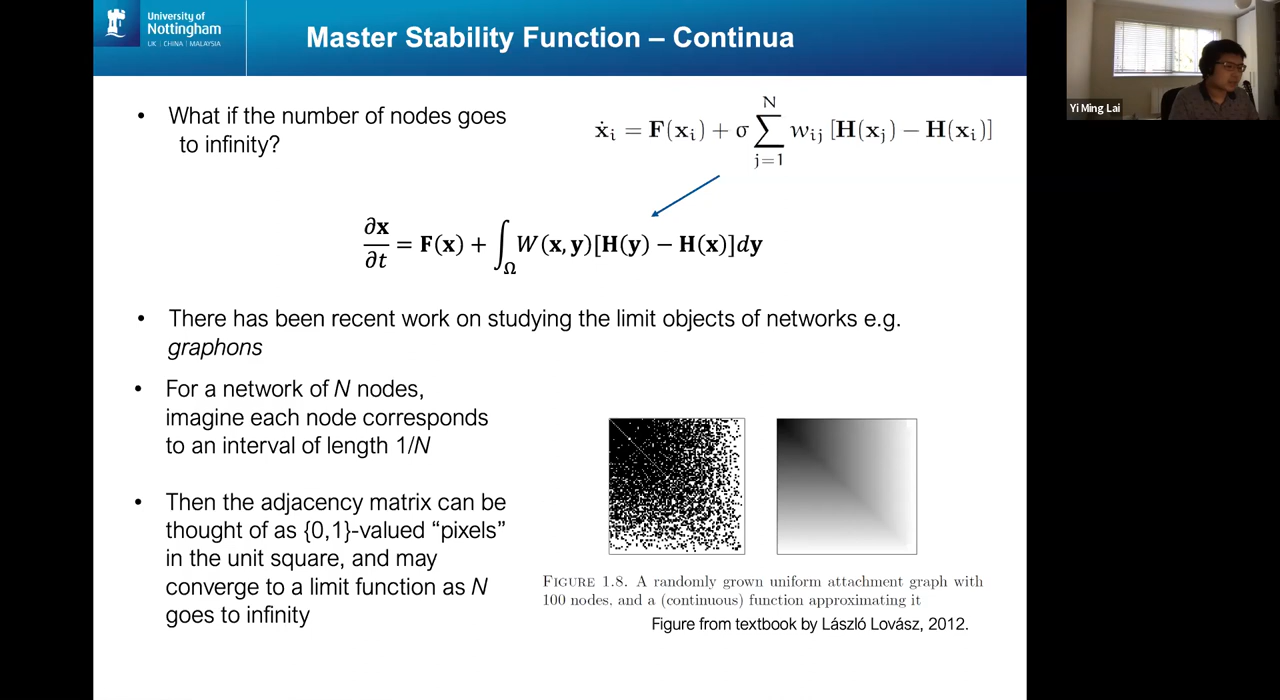 University of
Nottingham
UK | CHINA | MALAYSIA
Master Stability Function – Continua
Yi Ming Lai
• What if the number of nodes goes
to infinity?
ẋᵢ = F(xᵢ) + σ ∑_{j=1}^{N} wᵢⱼ [H(xⱼ) − H(xᵢ)]
∂x/∂t = F(x) + ∫_Ω W(x, y)[H(y) − H(x)]dy
• There has been recent work on studying the limit objects of networks e.g.
graphons
• For a network of N nodes,
imagine each node corresponds
to an interval of length 1/N
• Then the adjacency matrix can be
thought of as {0,1}-valued “pixels”
in the unit square, and may
converge to a limit function as N
goes to infinity
FIGURE 1.8. A randomly grown uniform attachment graph with
100 nodes, and a (continuous) function approximating it
Figure from textbook by László Lovász, 2012.